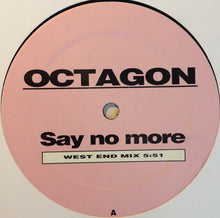 OCTAGON
Say no more
WEST END MIX 5:51
A